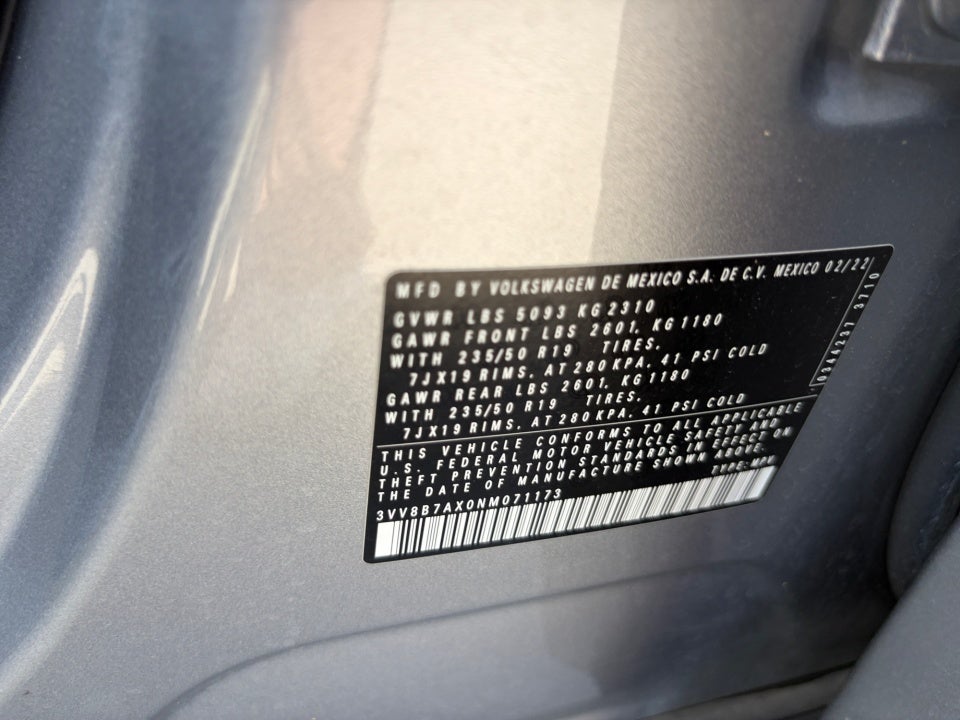 MFD BY VOLKSWAGEN DE MEXICO S.A. DE C.V. MEXICO 02/22
GVWR LBS 5093 KG 2310
GAWR FRONT LBS 2601, KG 1180
WITH 235/50 R19 TIRES,
7JX19 RIMS, AT 280 KPA, 41 PSI COLD
GAWR REAR LBS 2601, KG 1180
WITH 235/50 R19 TIRES,
7JX19 RIMS, AT 280 KPA, 41 PSI COLD
0344237 3710
THIS VEHICLE CONFORMS TO ALL APPLICABLE
U.S. FEDERAL MOTOR VEHICLE SAFETY AND
THEFT PREVENTION STANDARDS IN EFFECT ON
THE DATE OF MANUFACTURE SHOWN ABOVE.
TYPE: MPV
3VV8B7AX0NM071173